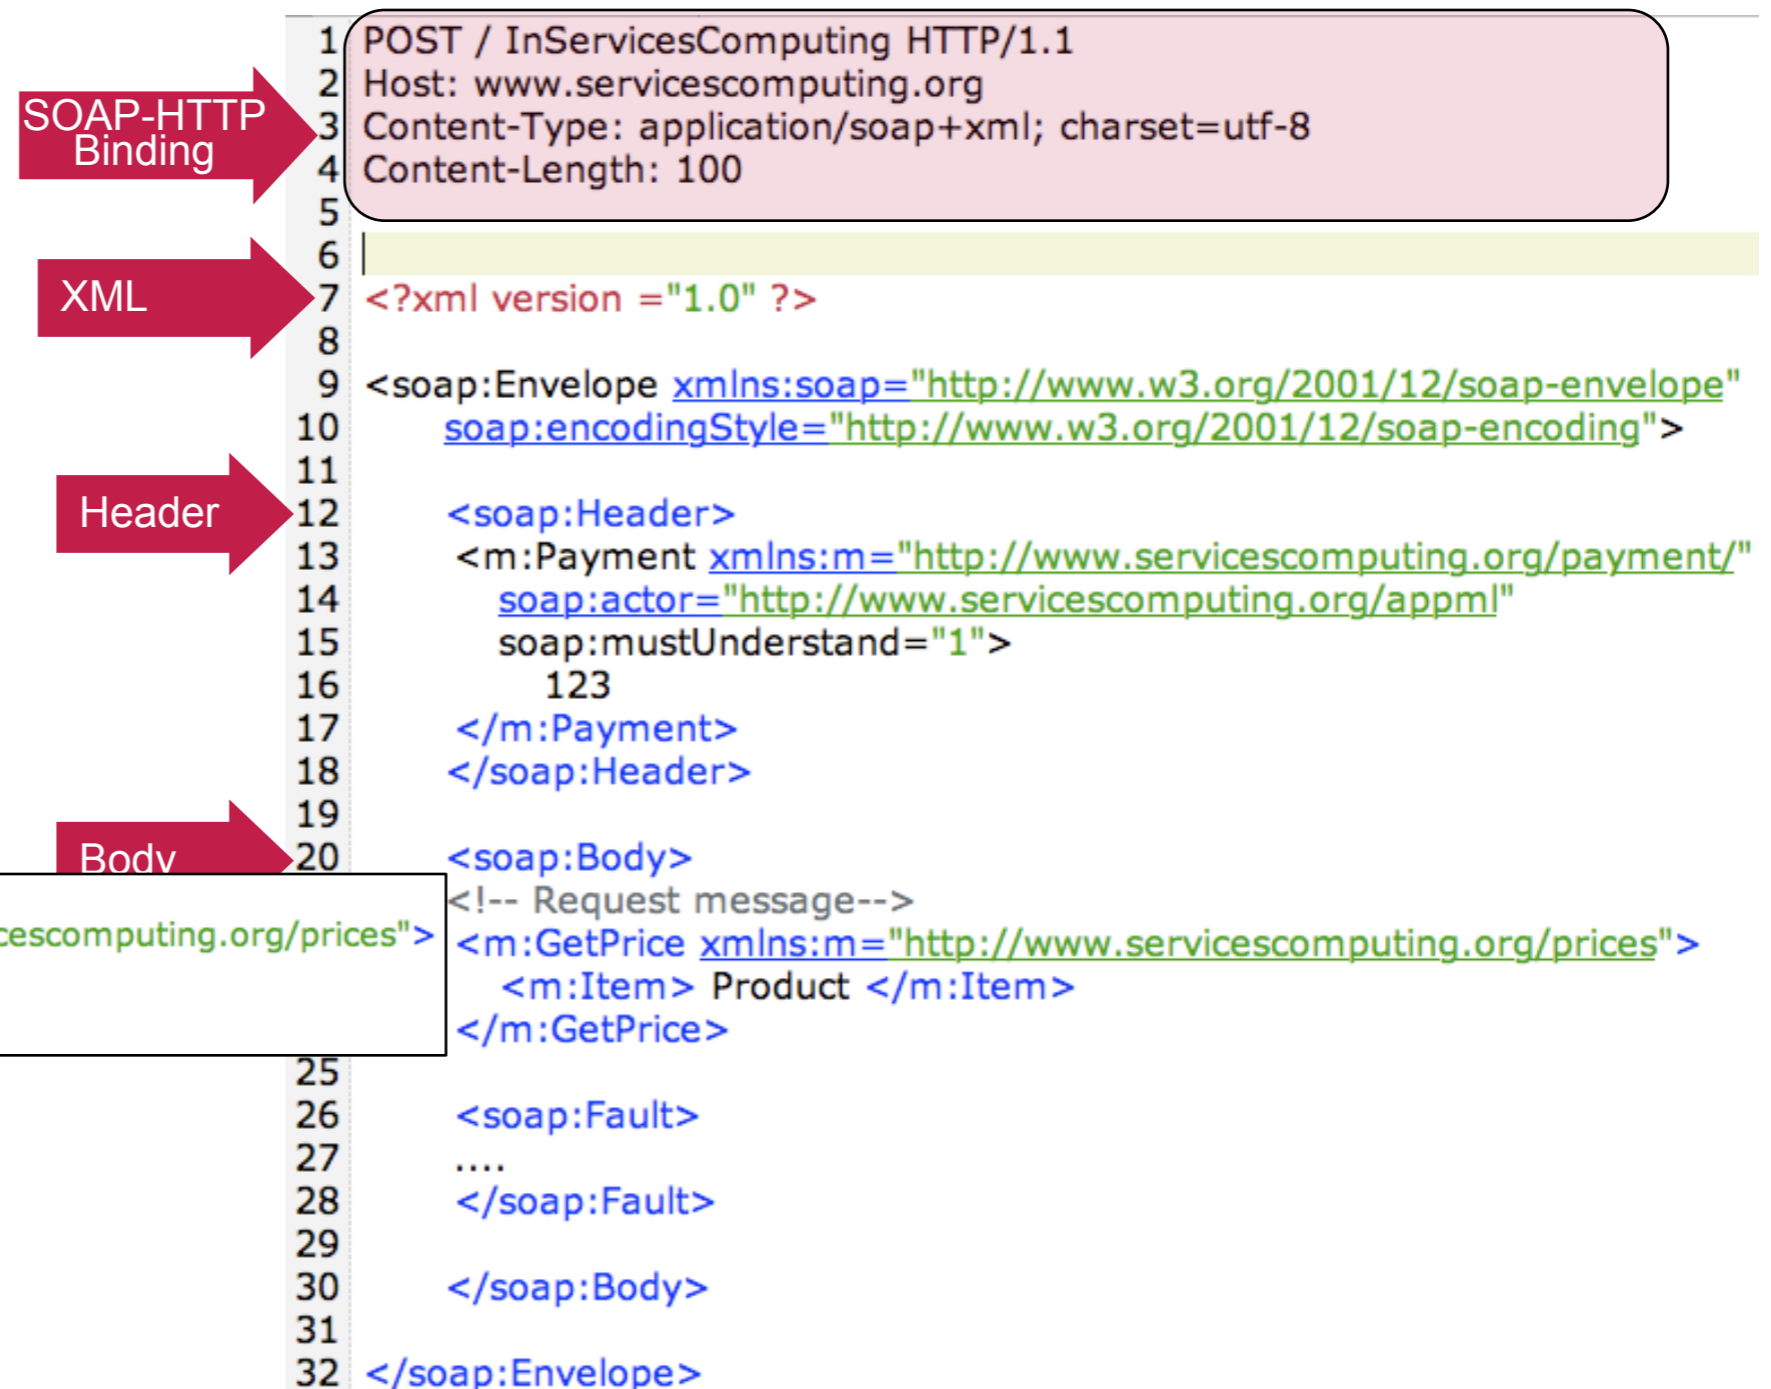 SOAP-HTTP
Binding
XML
Header
Body
1 POST / InServicesComputing HTTP/1.1
2 Host: www.servicescomputing.org
3 Content-Type: application/soap+xml; charset=utf-8
4 Content-Length: 100
5
6
7 <?xml version ="1.0" ?>
8
9 <soap:Envelope xmlns:soap="http://www.w3.org/2001/12/soap-envelope"
10 soap:encodingStyle="http://www.w3.org/2001/12/soap-encoding">
11
12 <soap:Header>
13 <m:Payment xmlns:m="http://www.servicescomputing.org/payment/"
14 soap:actor="http://www.servicescomputing.org/appml"
15 soap:mustUnderstand="1">
16 123
17 </m:Payment>
18 </soap:Header>
19
20 <soap:Body>
<!-- Request message-->
cescomputing.org/prices">
<m:GetPrice xmlns:m="http://www.servicescomputing.org/prices">
<m:Item> Product </m:Item>
</m:GetPrice>
25
26 <soap:Fault>
27 ....
28 </soap:Fault>
29
30 </soap:Body>
31
32 </soap:Envelope>